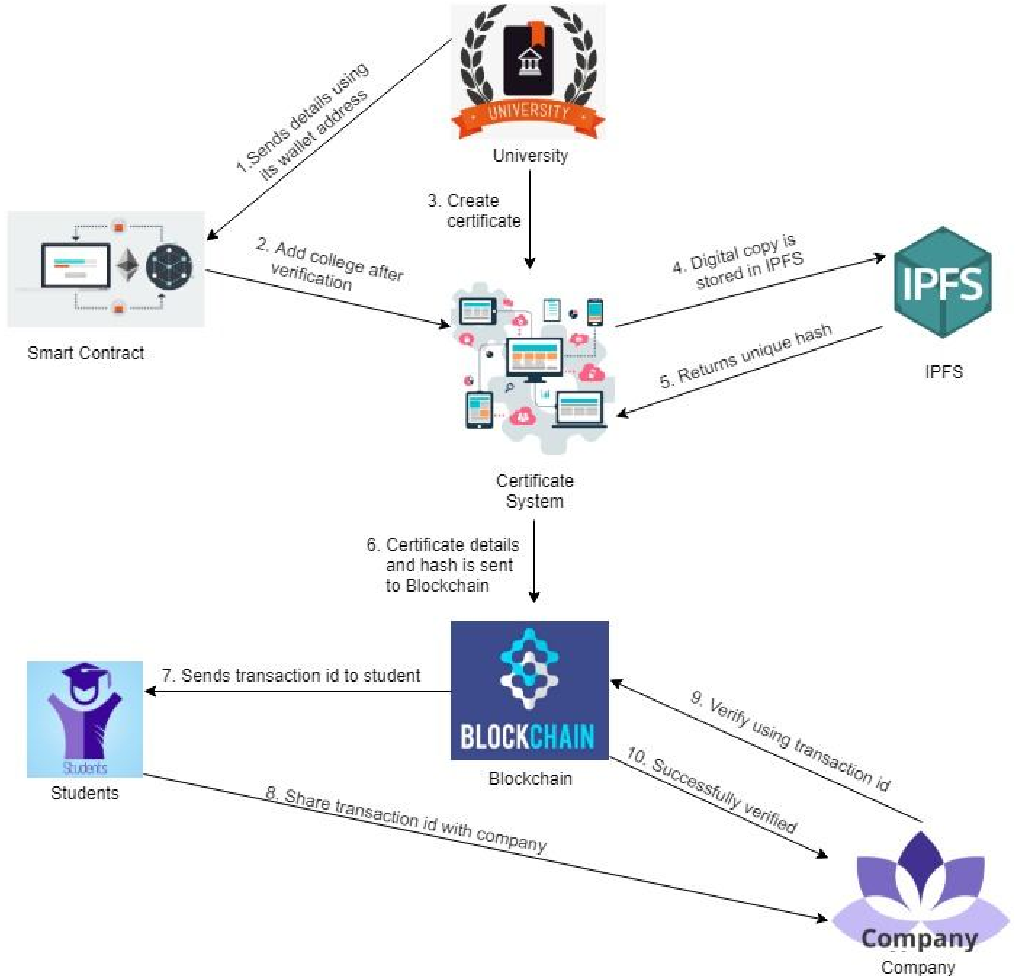 UNIVERSITY
University
1.Sends details using
its wallet address
3. Create
certificate
2. Add college after
verification
4. Digital copy is
stored in IPFS
IPFS
Smart Contract
5. Returns unique hash
IPFS
Certificate
System
6. Certificate details
and hash is sent
to Blockchain
7. Sends transaction id to student
BLOCKCHAIN
Blockchain
Students
Students
9. Verify using transaction id
10. Successfully verified
8. Share transaction id with company
Company
Company